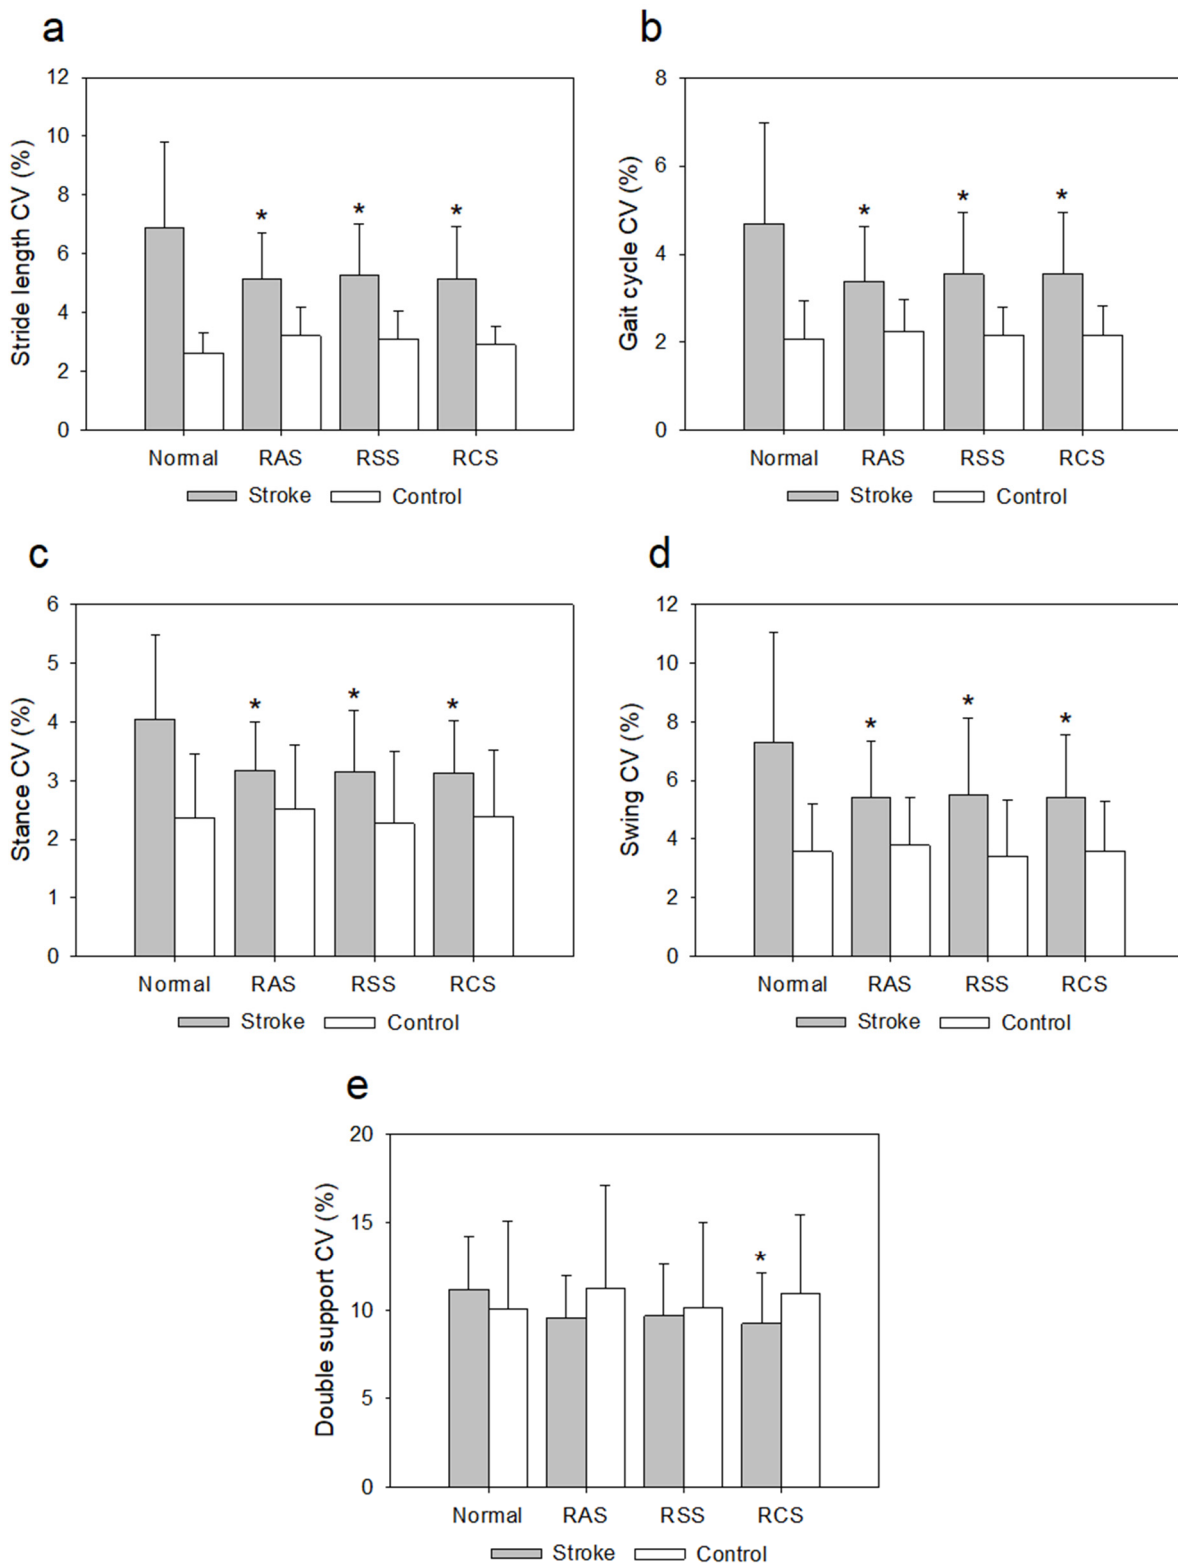 a
Stride length CV (%)
12
10
8
6
4
2
0
* * *
Normal RAS RSS RCS
Stroke Control
b
Gait cycle CV (%)
8
6
4
2
0
* * *
Normal RAS RSS RCS
Stroke Control
c
Stance CV (%)
6
5
4
3
2
1
0
* * *
Normal RAS RSS RCS
Stroke Control
d
Swing CV (%)
12
10
8
6
4
2
0
* * *
Normal RAS RSS RCS
Stroke Control
e
Double support CV (%)
20
15
10
5
0
*
Normal RAS RSS RCS
Stroke Control